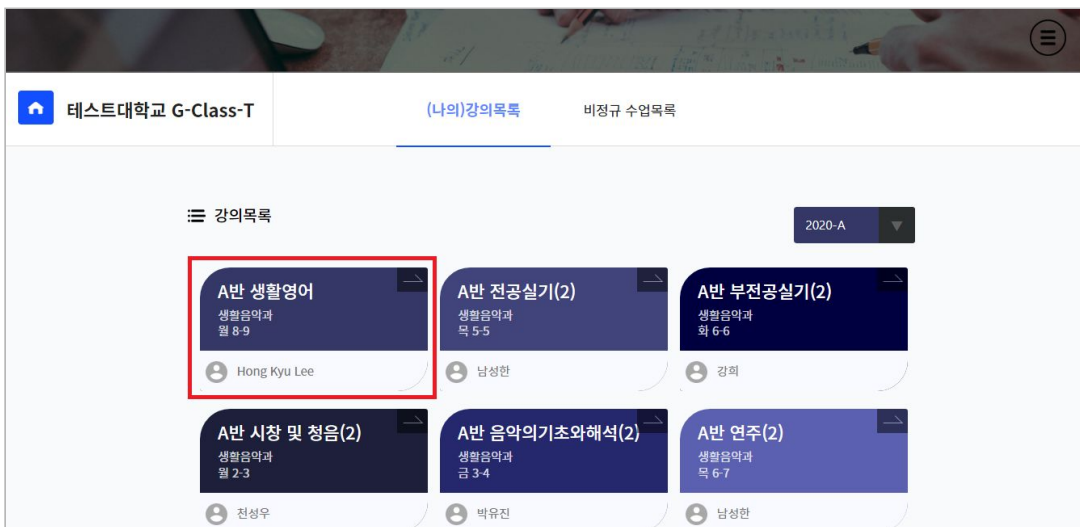 테스트대학교 G-Class-T
(나의)강의목록
비정규 수업목록
강의목록
2020-A
A반 생활영어
생활음악과
월 8-9
Hong Kyu Lee
A반 전공실기(2)
생활음악과
목 5-5
남성한
A반 부전공실기(2)
생활음악과
화 6-6
강희
A반 시창 및 청음(2)
생활음악과
월 2-3
천성우
A반 음악의기초와해석(2)
생활음악과
금 3-4
박유진
A반 연주(2)
생활음악과
목 6-7
남성한